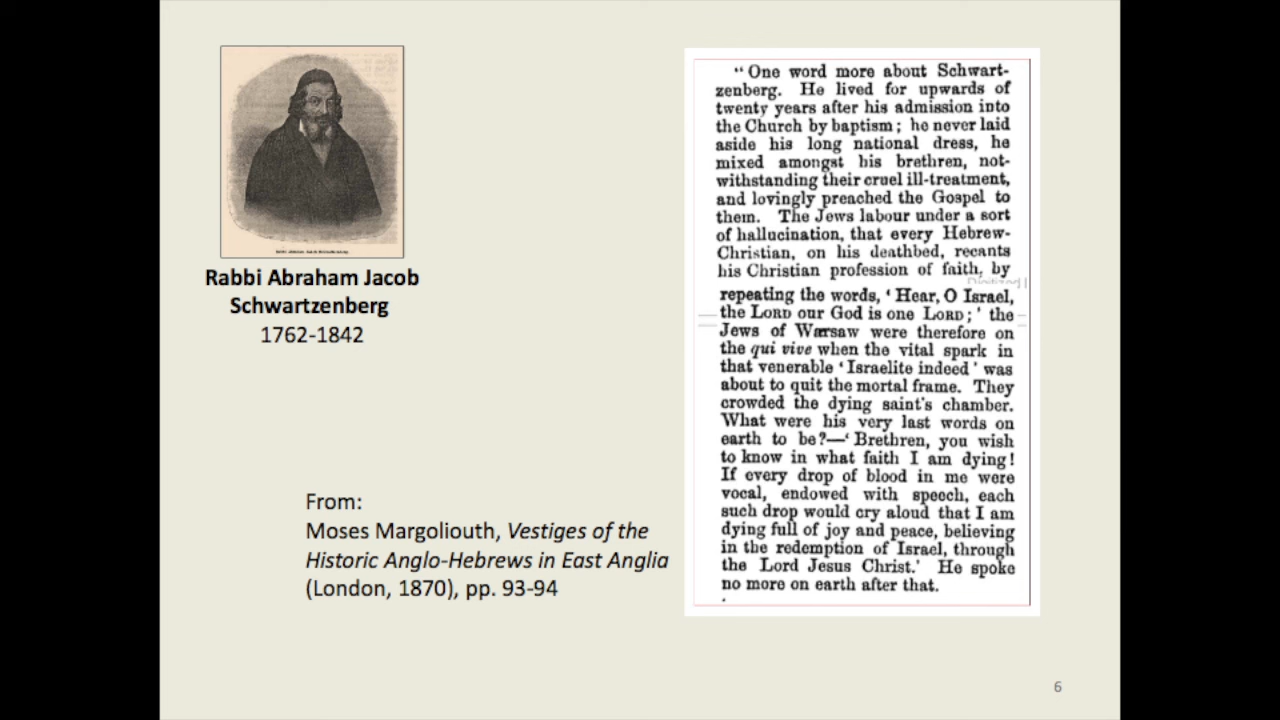 Rabbi Abraham Jacob
Schwartzenberg
1762-1842
From:
Moses Margoliouth, Vestiges of the
Historic Anglo-Hebrews in East Anglia
(London, 1870), pp. 93-94
“ One word more about Schwart-
zenberg. He lived for upwards of
twenty years after his admission into
the Church by baptism ; he never laid
aside his long national dress, he
mixed amongst his brethren, not-
withstanding their cruel ill-treatment,
and lovingly preached the Gospel to
them. The Jews labour under a sort
of hallucination, that every Hebrew-
Christian, on his deathbed, recants
his Christian profession of faith, by
repeating the words, ‘ Hear, O Israel,
the LORD our God is one LORD ; ’ the
Jews of Warsaw were therefore on
the qui vive when the vital spark in
that venerable ‘ Israelite indeed ’ was
about to quit the mortal frame. They
crowded the dying saint's chamber.
What were his very last words on
earth to be ?—‘ Brethren, you wish
to know in what faith I am dying !
If every drop of blood in me were
vocal, endowed with speech, each
such drop would cry aloud that I am
dying full of joy and peace, believing
in the redemption of Israel, through
the Lord Jesus Christ.’ He spoke
no more on earth after that.
6